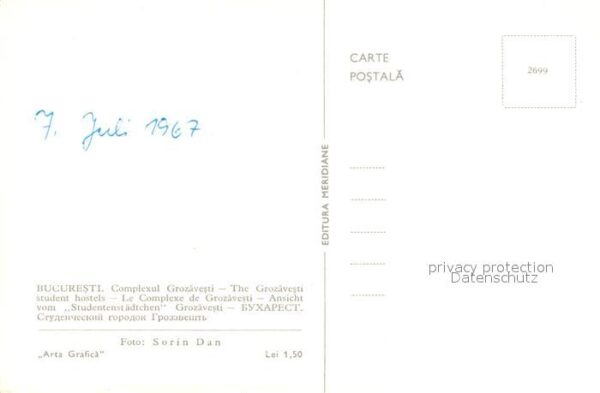 7. Juli 1967
BUCUREȘTI. Complexul Grozăvești — The Grozăvești
student hostels — Le Complexe de Grozăvești — Ansicht
vom ,,Studentenstädtchen" Grozăvești — БУХАРЕСТ.
Студенческий городок Грозэвешть
Foto: Sorin Dan
„Arta Grafică"
Lei 1,50
EDITURA MERIDIANE
CARTE
POȘTALĂ
2699
privacy protection
Datenschutz